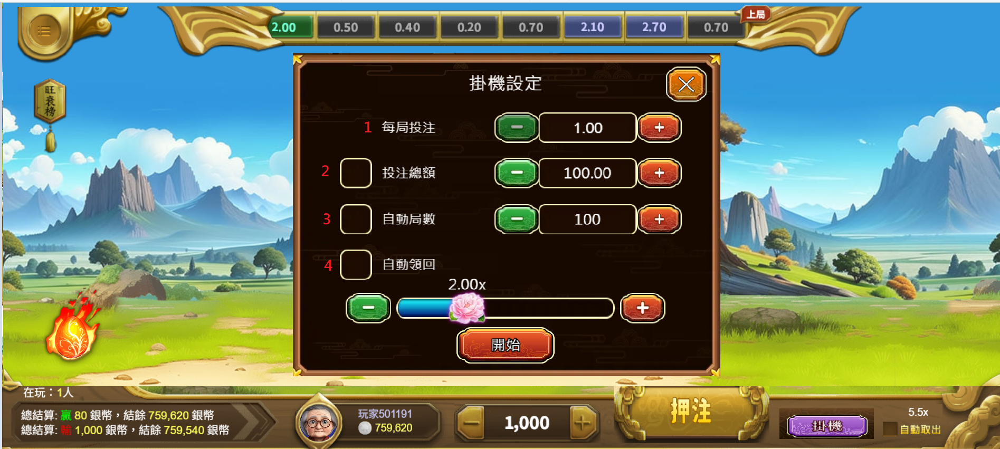 上局
2.00 0.50 0.40 0.20 0.70 2.10 2.70 0.70
旺衰榜
掛機設定
1 每局投注 − 1.00 +
2 投注總額 − 100.00 +
3 自動局數 − 100 +
4 自動領回
2.00x
− +
開始
在玩：1人
總結算: 贏 80 銀幣，結餘 759,620 銀幣
總結算: 輸 1,000 銀幣，結餘 759,540 銀幣
玩家501191
759,620
− 1,000 +
押注
掛機
5.5x
自動取出